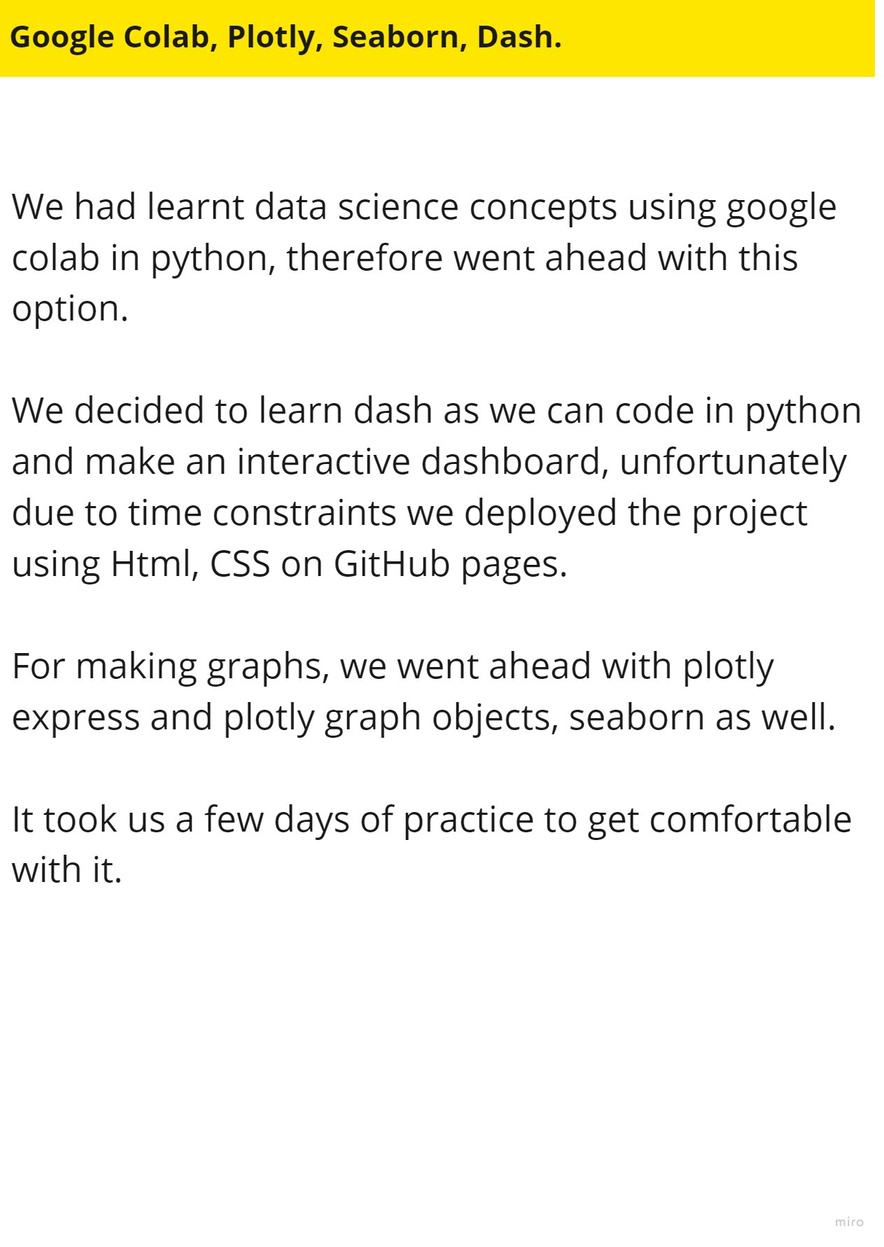 Google Colab, Plotly, Seaborn, Dash.
We had learnt data science concepts using google
colab in python, therefore went ahead with this
option.
We decided to learn dash as we can code in python
and make an interactive dashboard, unfortunately
due to time constraints we deployed the project
using Html, CSS on GitHub pages.
For making graphs, we went ahead with plotly
express and plotly graph objects, seaborn as well.
It took us a few days of practice to get comfortable
with it.
miro